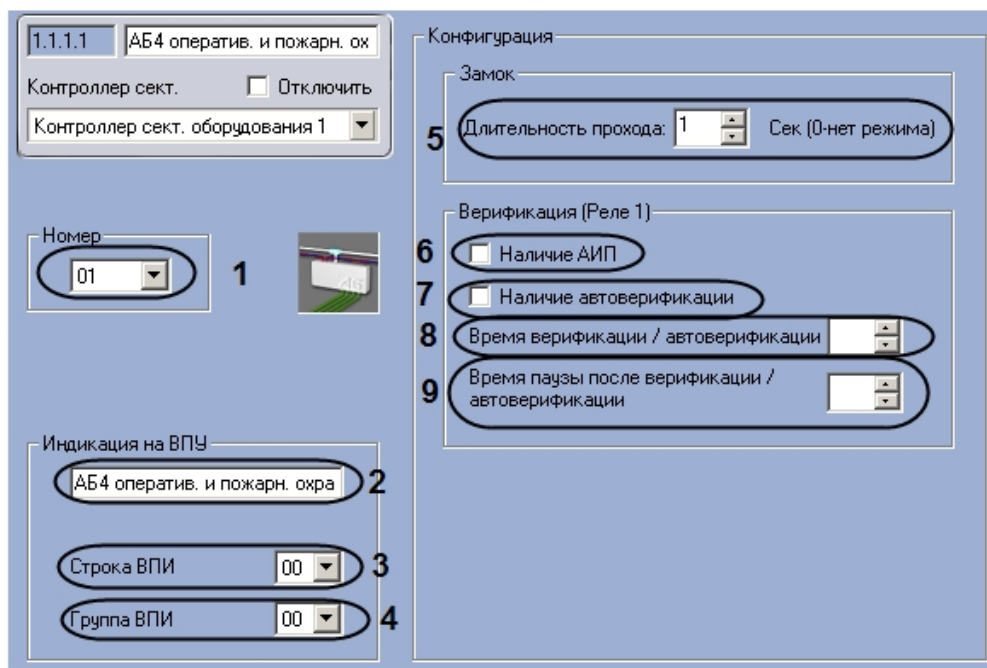 1.1.1.1 АБ4 оператив. и пожарн. ох
Контроллер сект. Отключить
Контроллер сект. оборудования 1
Номер
01
1
АБ
Индикация на ВПУ
АБ4 оператив. и пожарн. охра
2
Строка ВПИ 00
3
Группа ВПИ 00
4
Конфигурация
Замок
5
Длительность прохода: 1 Сек (0-нет режима)
Верификация (Реле 1)
6
Наличие АИП
7
Наличие автоверификации
8
Время верификации / автоверификации
9
Время паузы после верификации /
автоверификации